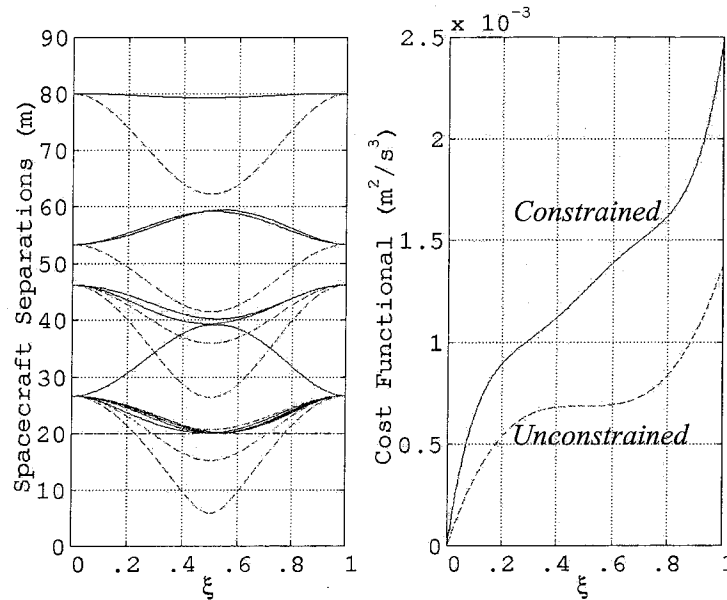 Spacecraft Separations (m)
90
80
70
60
50
40
30
20
10
0
0 .2 .4 .6 .8 1
ξ
x 10⁻³
Cost Functional (m²/s³)
2.5
2
1.5
1
0.5
0
0 .2 .4 .6 .8 1
ξ
Constrained
Unconstrained